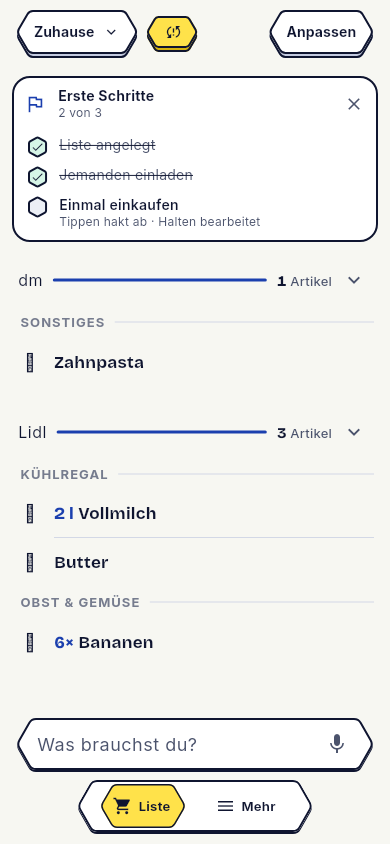 Zuhause
Anpassen
Erste Schritte
2 von 3
Liste angelegt
Jemanden einladen
Einmal einkaufen
Tippen hakt ab · Halten bearbeitet
dm
1 Artikel
SONSTIGES
Zahnpasta
Lidl
3 Artikel
KÜHLREGAL
2 l Vollmilch
Butter
OBST & GEMÜSE
6× Bananen
Was brauchst du?
Liste
Mehr